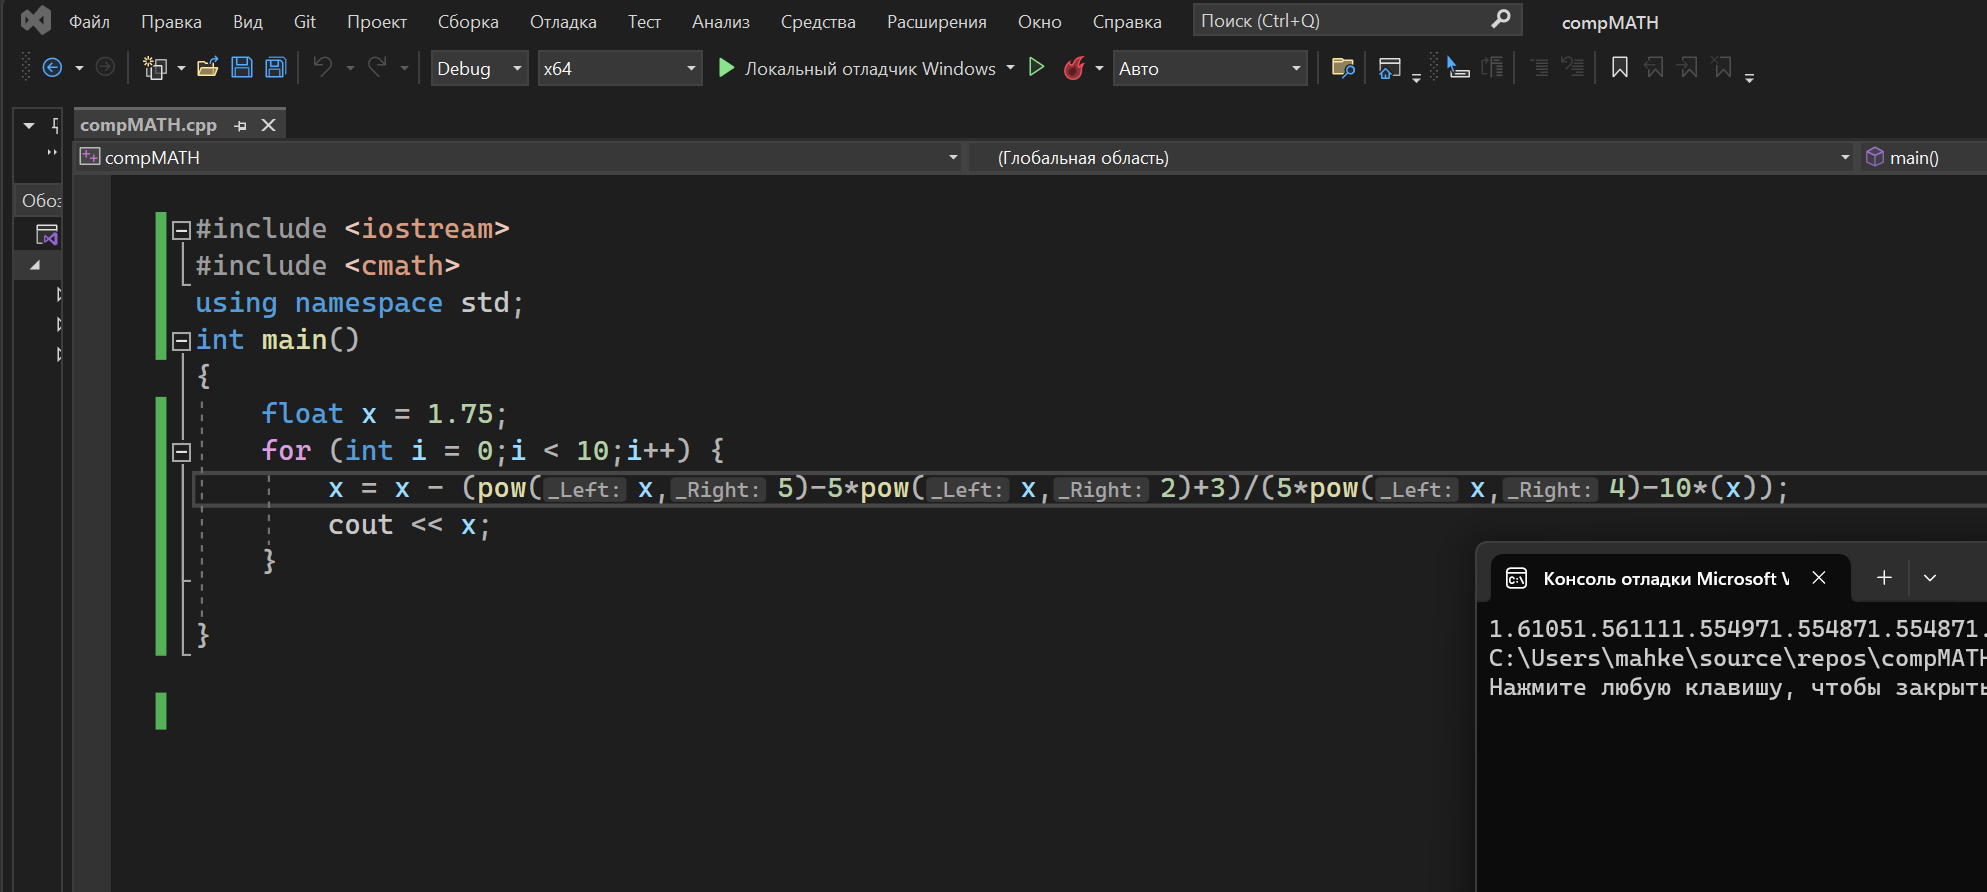 Файл Правка Вид Git Проект Сборка Отладка Тест Анализ Средства Расширения Окно Справка Поиск (Ctrl+Q) compMATH
Debug x64 Локальный отладчик Windows Авто
compMATH.cpp
compMATH (Глобальная область) main()
#include <iostream>
#include <cmath>
using namespace std;
int main()
{
float x = 1.75;
for (int i = 0;i < 10;i++) {
x = x - (pow(_Left: x,_Right: 5)-5*pow(_Left: x,_Right: 2)+3)/(5*pow(_Left: x,_Right: 4)-10*(x));
cout << x;
}
}
Консоль отладки Microsoft V
1.61051.561111.554971.554871.554871.
C:\Users\mahke\source\repos\compMATH
Нажмите любую клавишу, чтобы закрыть